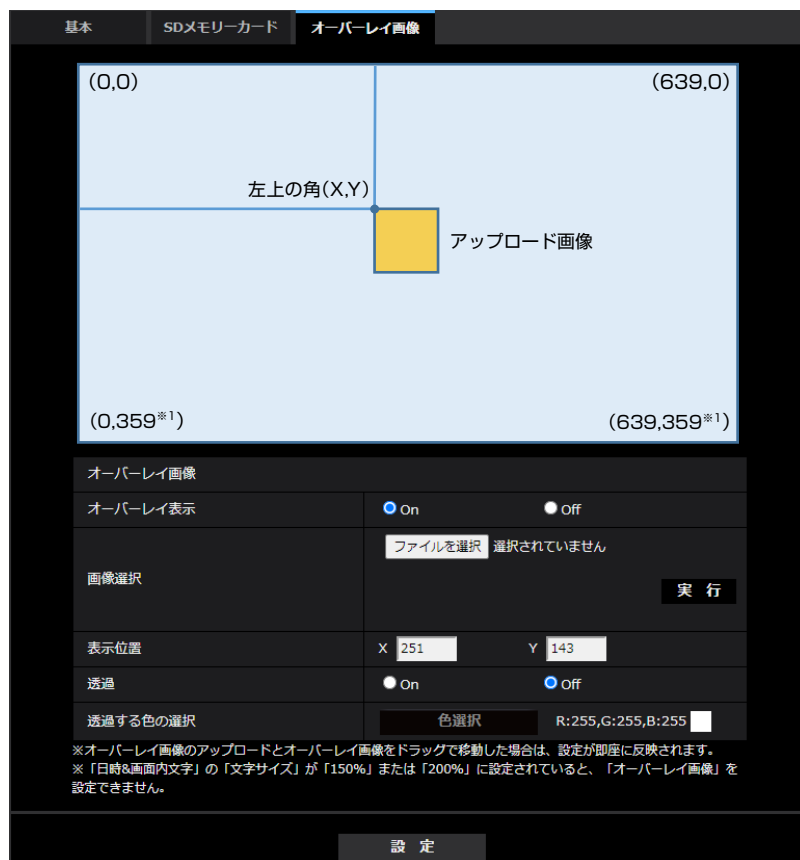 基本 SDメモリーカード オーバーレイ画像
(0,0) (639,0)
左上の角(X,Y)
アップロード画像
(0,359※1) (639,359※1)
オーバーレイ画像
オーバーレイ表示 On Off
ファイルを選択 選択されていません
画像選択
実 行
表示位置 X 251 Y 143
透過 On Off
透過する色の選択 色選択 R:255,G:255,B:255
※オーバーレイ画像のアップロードとオーバーレイ画像をドラッグで移動した場合は、設定が即座に反映されます。
※「日時&画面内文字」の「文字サイズ」が「150%」または「200%」に設定されていると、「オーバーレイ画像」を
設定できません。
設 定